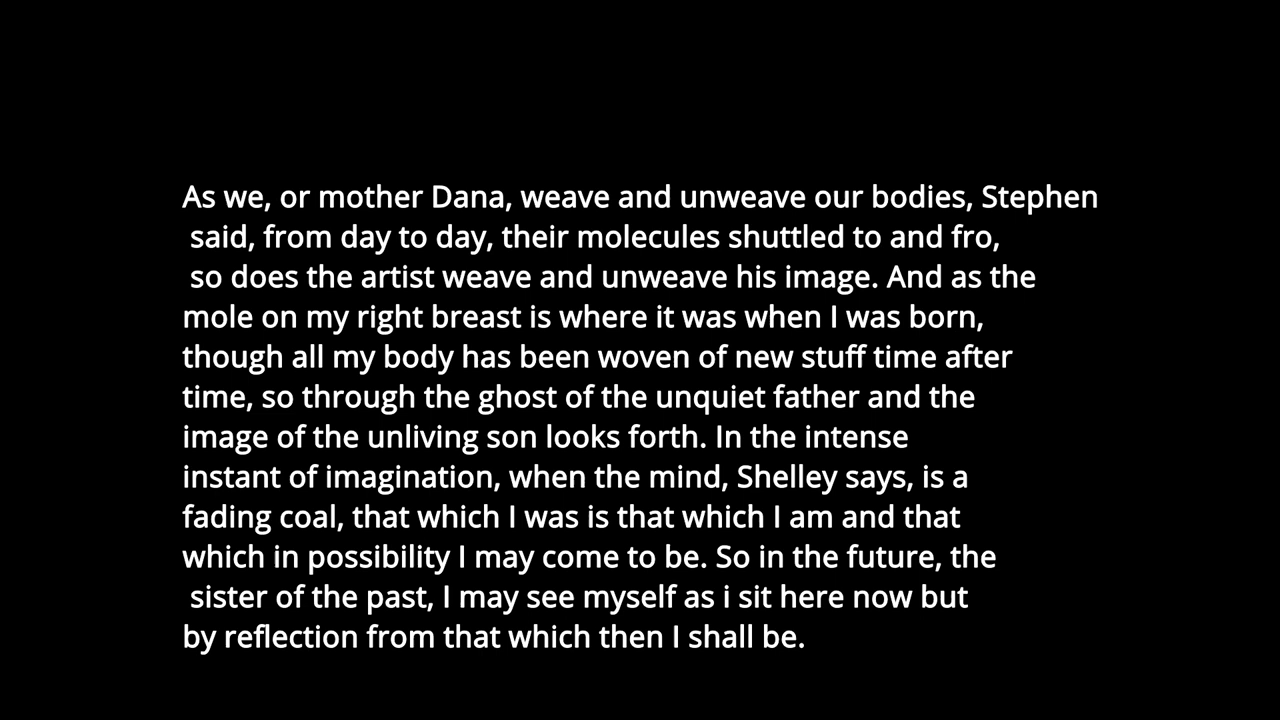 As we, or mother Dana, weave and unweave our bodies, Stephen
said, from day to day, their molecules shuttled to and fro,
so does the artist weave and unweave his image. And as the
mole on my right breast is where it was when I was born,
though all my body has been woven of new stuff time after
time, so through the ghost of the unquiet father and the
image of the unliving son looks forth. In the intense
instant of imagination, when the mind, Shelley says, is a
fading coal, that which I was is that which I am and that
which in possibility I may come to be. So in the future, the
sister of the past, I may see myself as i sit here now but
by reflection from that which then I shall be.